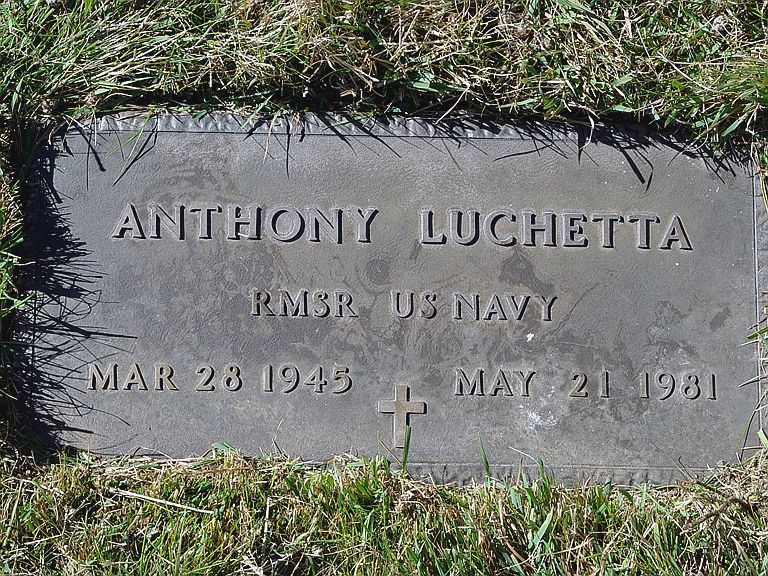 ANTHONY LUCHETTA
RMSR US NAVY
MAR 28 1945 MAY 21 1981